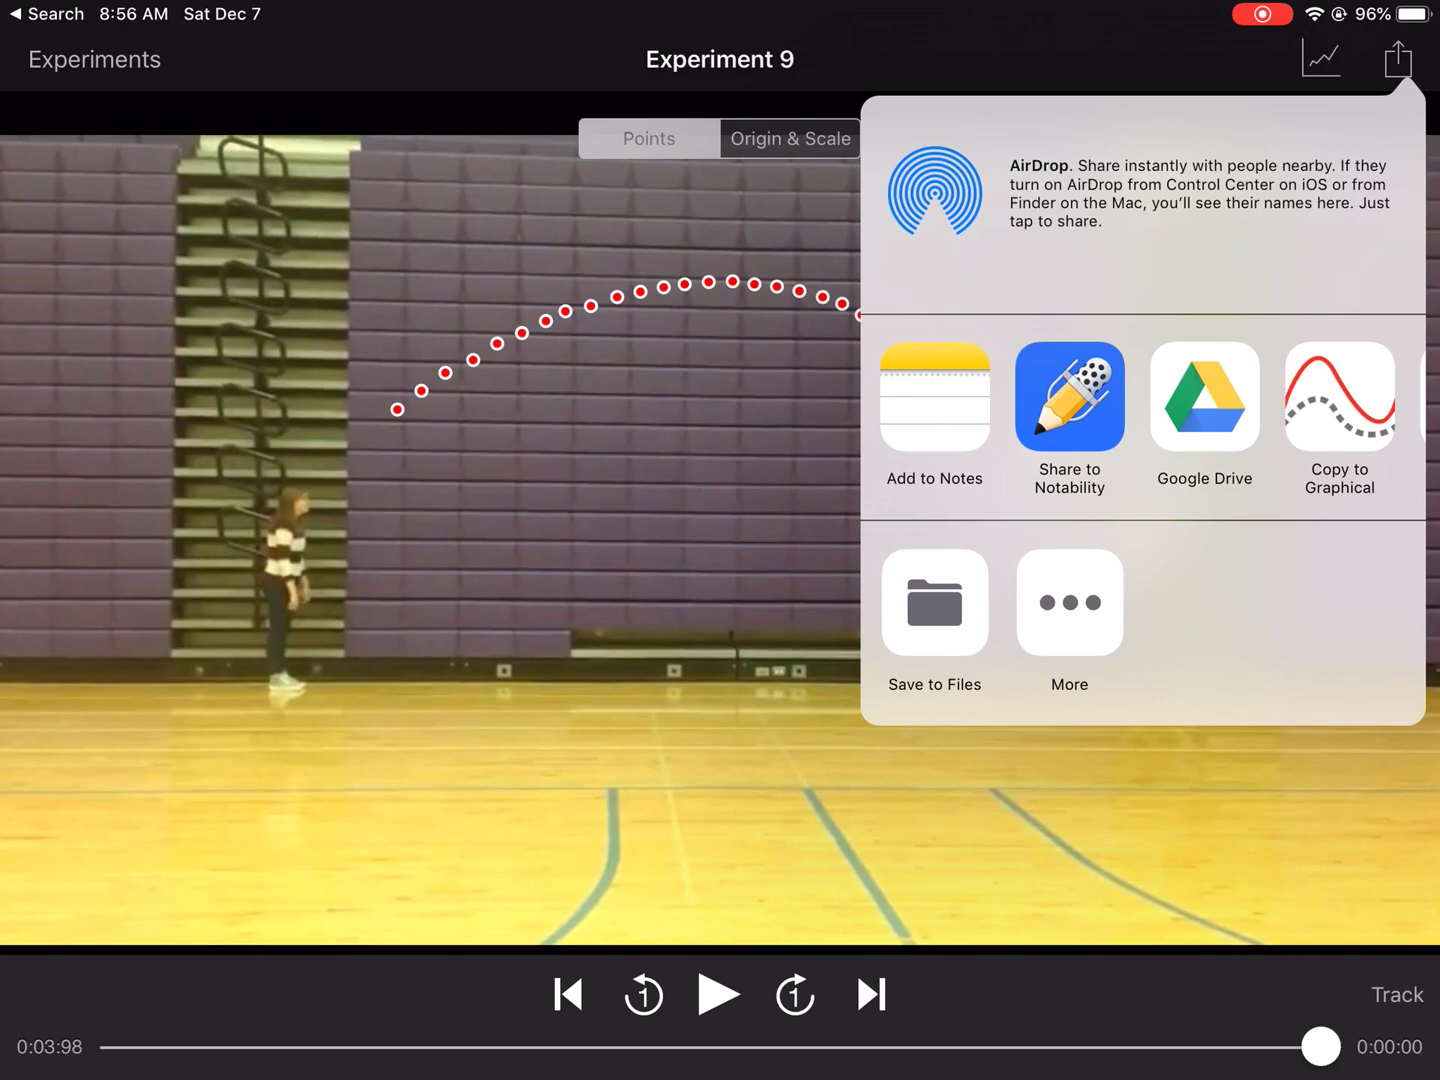 ◀ Search 8:56 AM Sat Dec 7 96%
Experiments
Experiment 9
Points
Origin & Scale
AirDrop. Share instantly with people nearby. If they
turn on AirDrop from Control Center on iOS or from
Finder on the Mac, you'll see their names here. Just
tap to share.
Add to Notes
Share to
Notability
Google Drive
Copy to
Graphical
Save to Files
More
1
1
Track
0:03:98
0:00:00